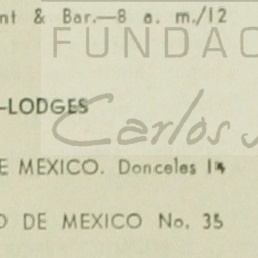 nt & Bar.—8 a. m./12
FUNDAC
—LODGES
Carlos
E MEXICO. Donceles 14
O DE MEXICO No. 35